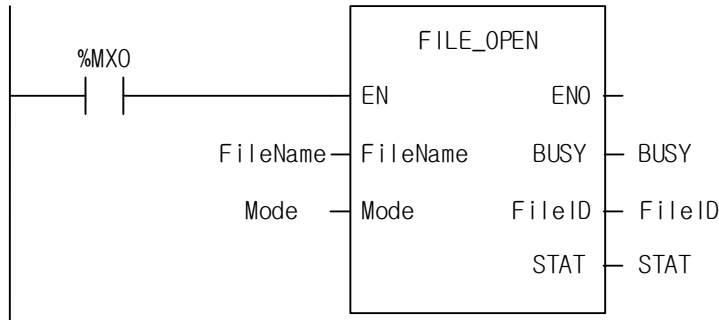 FILE_OPEN
%MX0
EN ENO
FileName FileName BUSY BUSY
Mode Mode FileID FileID
STAT STAT